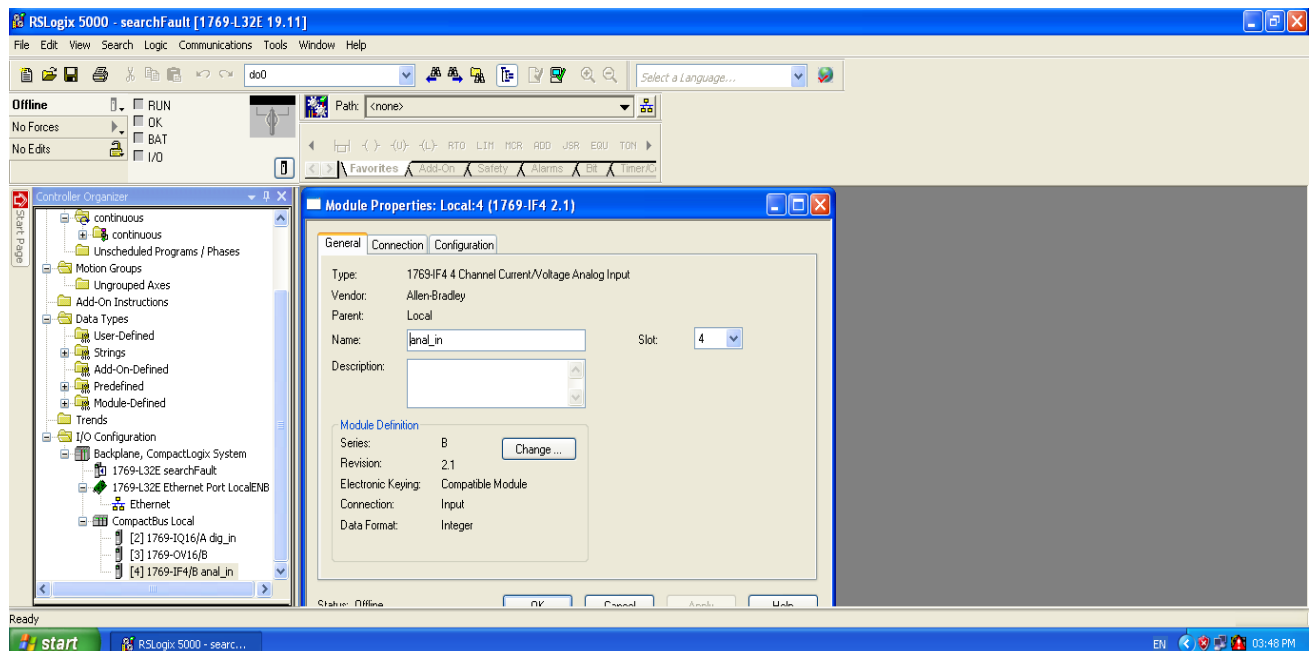 RSLogix 5000 - searchFault [1769-L32E 19.11]
File Edit View Search Logic Communications Tools Window Help
do0
Select a Language...
Offline
RUN
No Forces
OK
No Edits
BAT
I/O
Path: <none>
-( )- -(U)- -(L)- RTO LIM MCR ADD JSR EQU TON
Favorites Add-On Safety Alarms Bit Timer/C
Start Page
Controller Organizer
continuous
continuous
Unscheduled Programs / Phases
Motion Groups
Ungrouped Axes
Add-On Instructions
Data Types
User-Defined
Strings
Add-On-Defined
Predefined
Module-Defined
Trends
I/O Configuration
Backplane, CompactLogix System
1769-L32E searchFault
1769-L32E Ethernet Port LocalENB
Ethernet
CompactBus Local
[2] 1769-IQ16/A dig_in
[3] 1769-OV16/B
[4] 1769-IF4/B anal_in
Module Properties: Local:4 (1769-IF4 2.1)
General Connection Configuration
Type: 1769-IF4 4 Channel Current/Voltage Analog Input
Vendor: Allen-Bradley
Parent: Local
Name: anal_in Slot: 4
Description:
Module Definition
Series: B Change ...
Revision: 2.1
Electronic Keying: Compatible Module
Connection: Input
Data Format: Integer
Status: Offline OK Cancel Apply Help
Ready
start RSLogix 5000 - searc... EN 03:48 PM